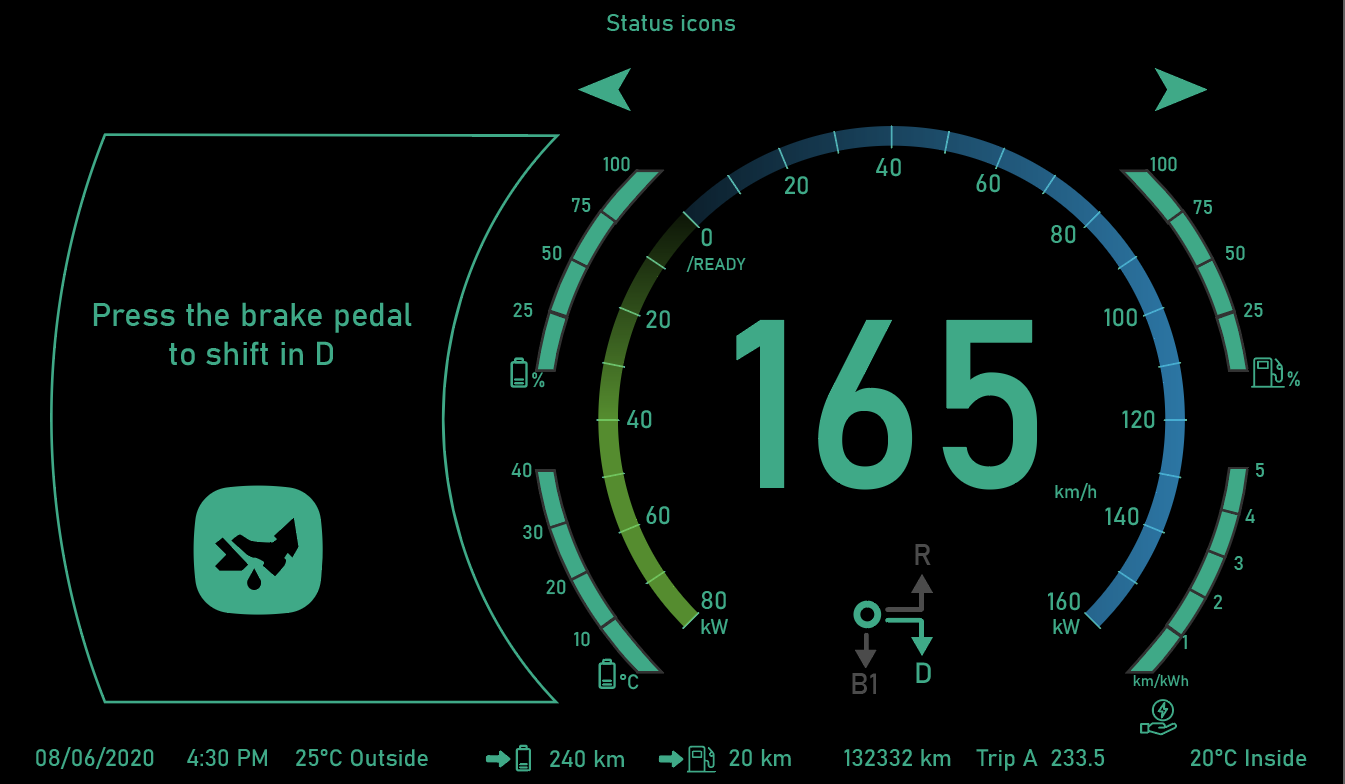 Status icons
Press the brake pedal
to shift in D
100
75
50
25
%
40
30
20
10
°C
0
/READY
20
40
60
80
kW
20
40
60
80
100
120
140
160
kW
165
km/h
R
D
B1
100
75
50
25
%
5
4
3
2
1
km/kWh
08/06/2020 4:30 PM 25°C Outside 240 km 20 km 132332 km Trip A 233.5 20°C Inside